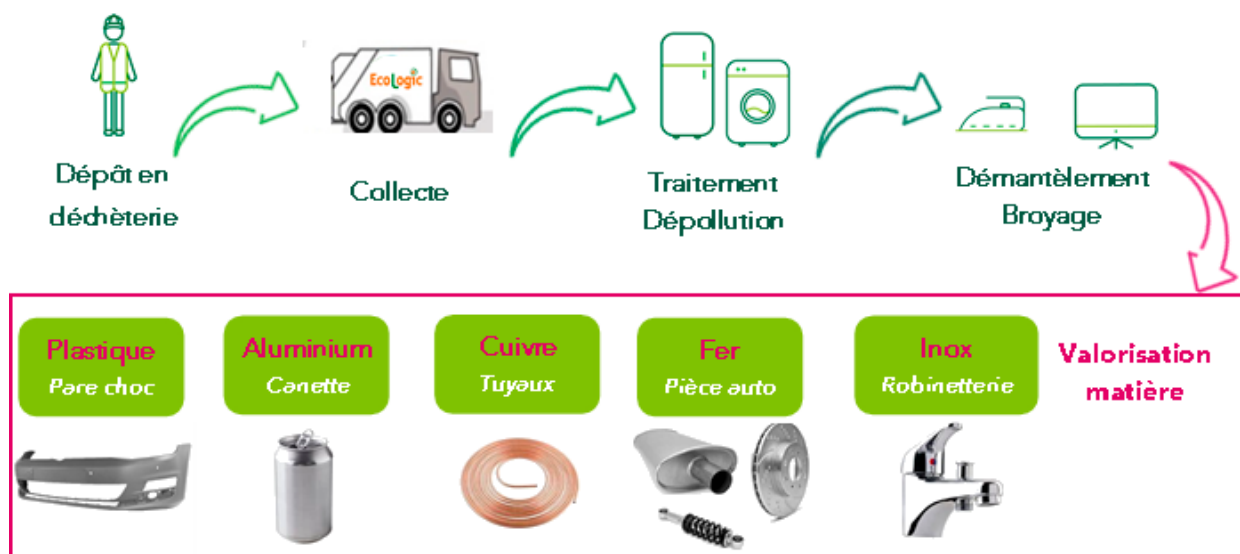 EcoLogic
Dépôt en
déchèterie
Collecte
Traitement
Dépollution
Démantèlement
Broyage
Plastique
Pare choc
Aluminium
Canette
Cuivre
Tuyaux
Fer
Pièce auto
Inox
Robinetterie
Valorisation
matière